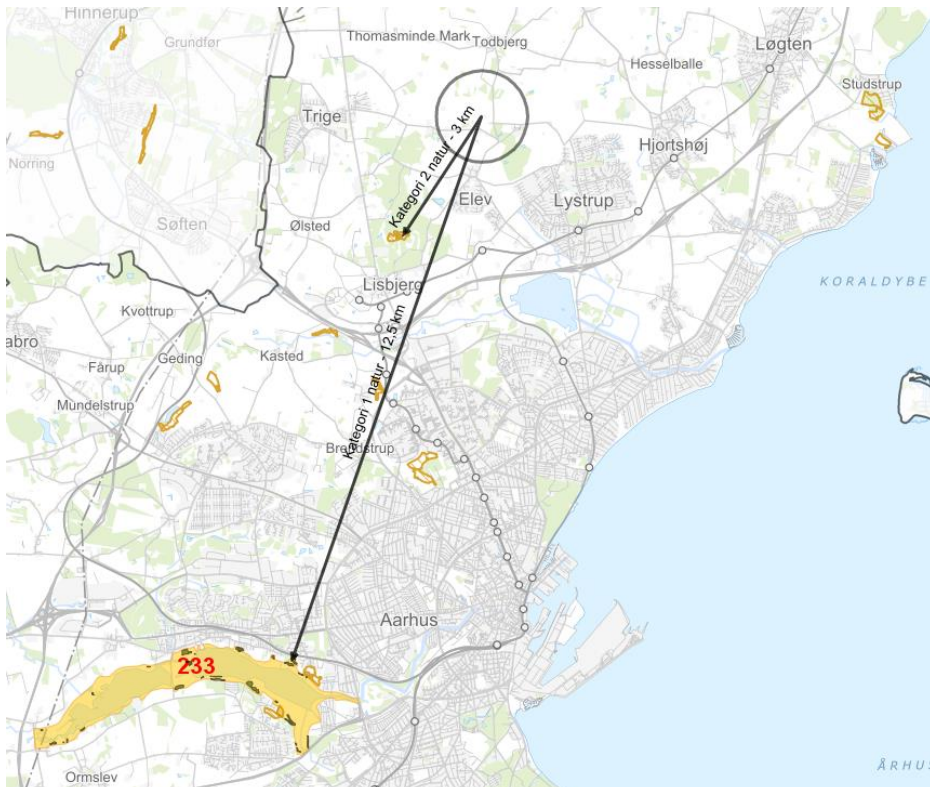 Hinnerup
Thomasminde Mark
Todbjerg
Grundfør
Løgten
Hesselballe
Studstrup
Trige
Kategori 2 natur - 3 km
Hjortshøj
Norring
Elev
Lystrup
Søften
Ølsted
KORALDYBE
Lisbjerg
Kvottrup
abro
Geding
Kasted
Fårup
Mundelstrup
Kategori 1 natur - 12,5 km
Brendstrup
Aarhus
233
Ormslev
ÅRHUS